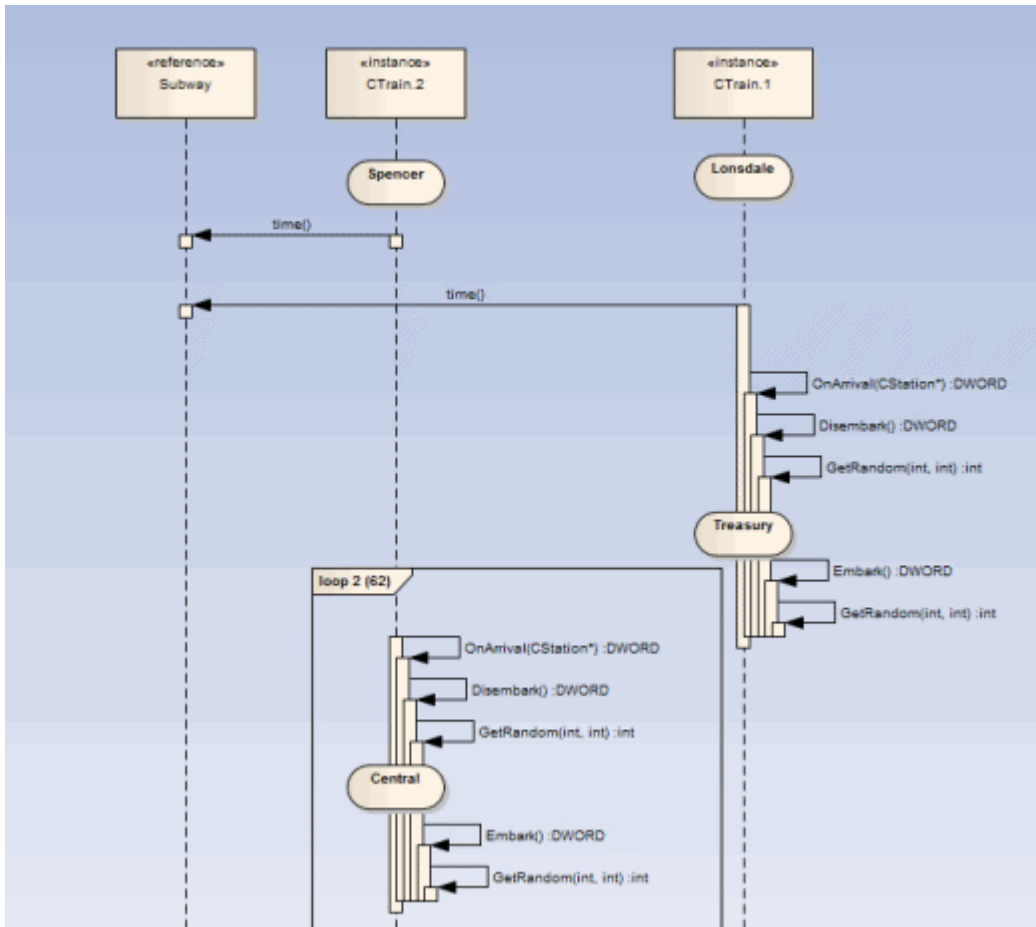 «reference»
Subway
«instance»
CTrain.2
«instance»
CTrain.1
Spencer
Lonsdale
time()
time()
OnArrival(CStation*) :DWORD
Disembark() :DWORD
GetRandom(int, int) :int
Treasury
Embark() :DWORD
loop 2 (62)
GetRandom(int, int) :int
OnArrival(CStation*) :DWORD
Disembark() :DWORD
GetRandom(int, int) :int
Central
Embark() :DWORD
GetRandom(int, int) :int